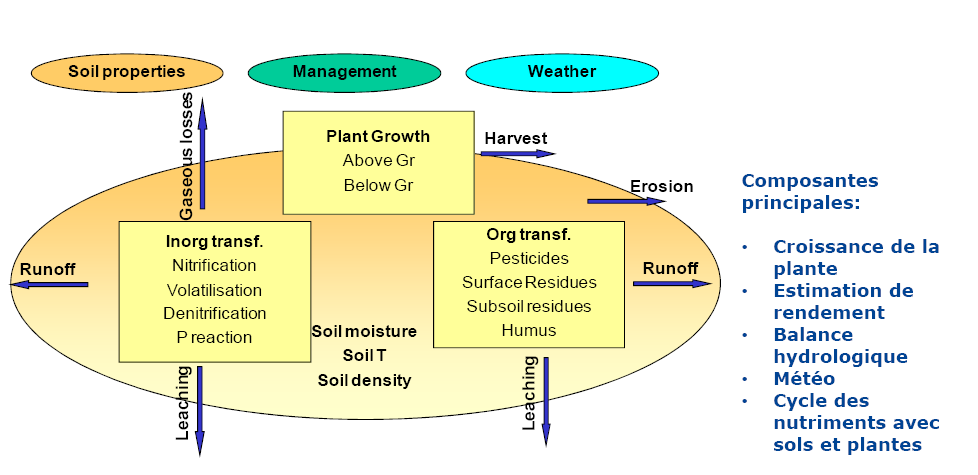 Soil properties
Management
Weather
Gaseous losses
Plant Growth
Above Gr
Below Gr
Harvest
Erosion
Inorg transf.
Nitrification
Volatilisation
Denitrification
P reaction
Org transf.
Pesticides
Surface Residues
Subsoil residues
Humus
Runoff
Runoff
Soil moisture
Soil T
Soil density
Leaching
Leaching
Composantes
principales:
• Croissance de la
plante
• Estimation de
rendement
• Balance
hydrologique
• Météo
• Cycle des
nutriments avec
sols et plantes